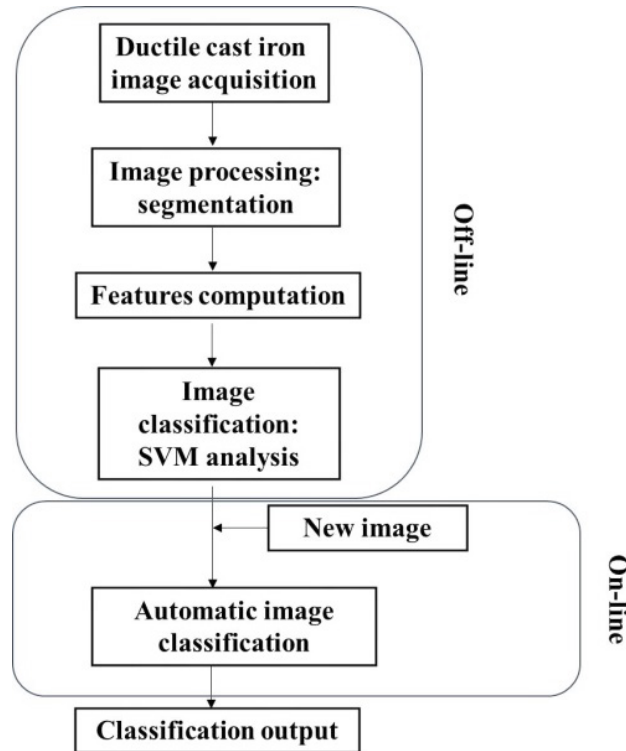 Ductile cast iron
image acquisition
Image processing:
segmentation
Features computation
Image
classification:
SVM analysis
Off-line
New image
Automatic image
classification
On-line
Classification output